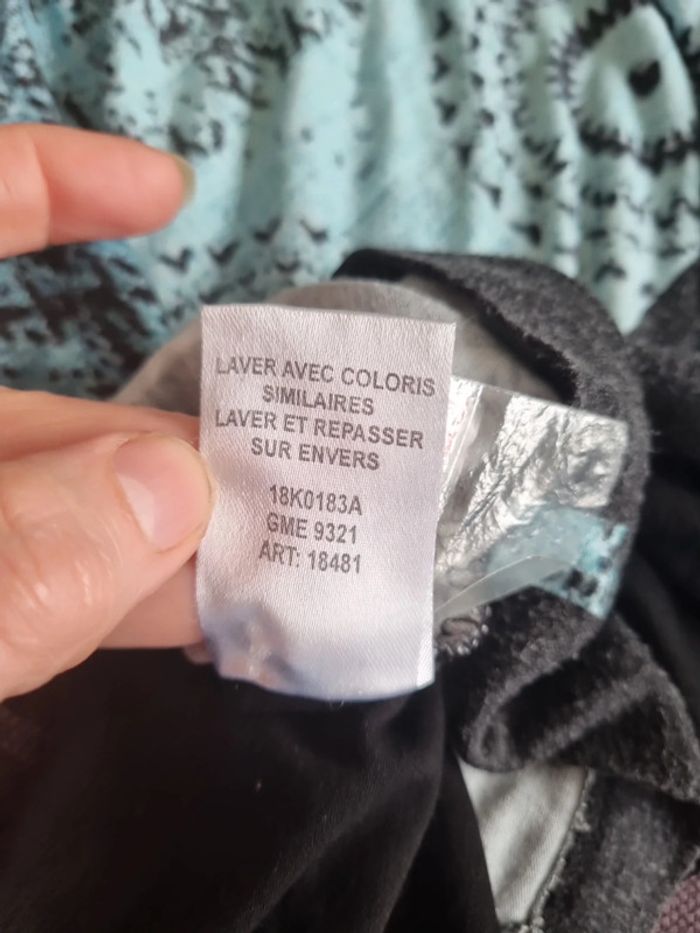 LAVER AVEC COLORIS
SIMILAIRES
LAVER ET REPASSER
SUR ENVERS
18K0183A
GME 9321
ART: 18481